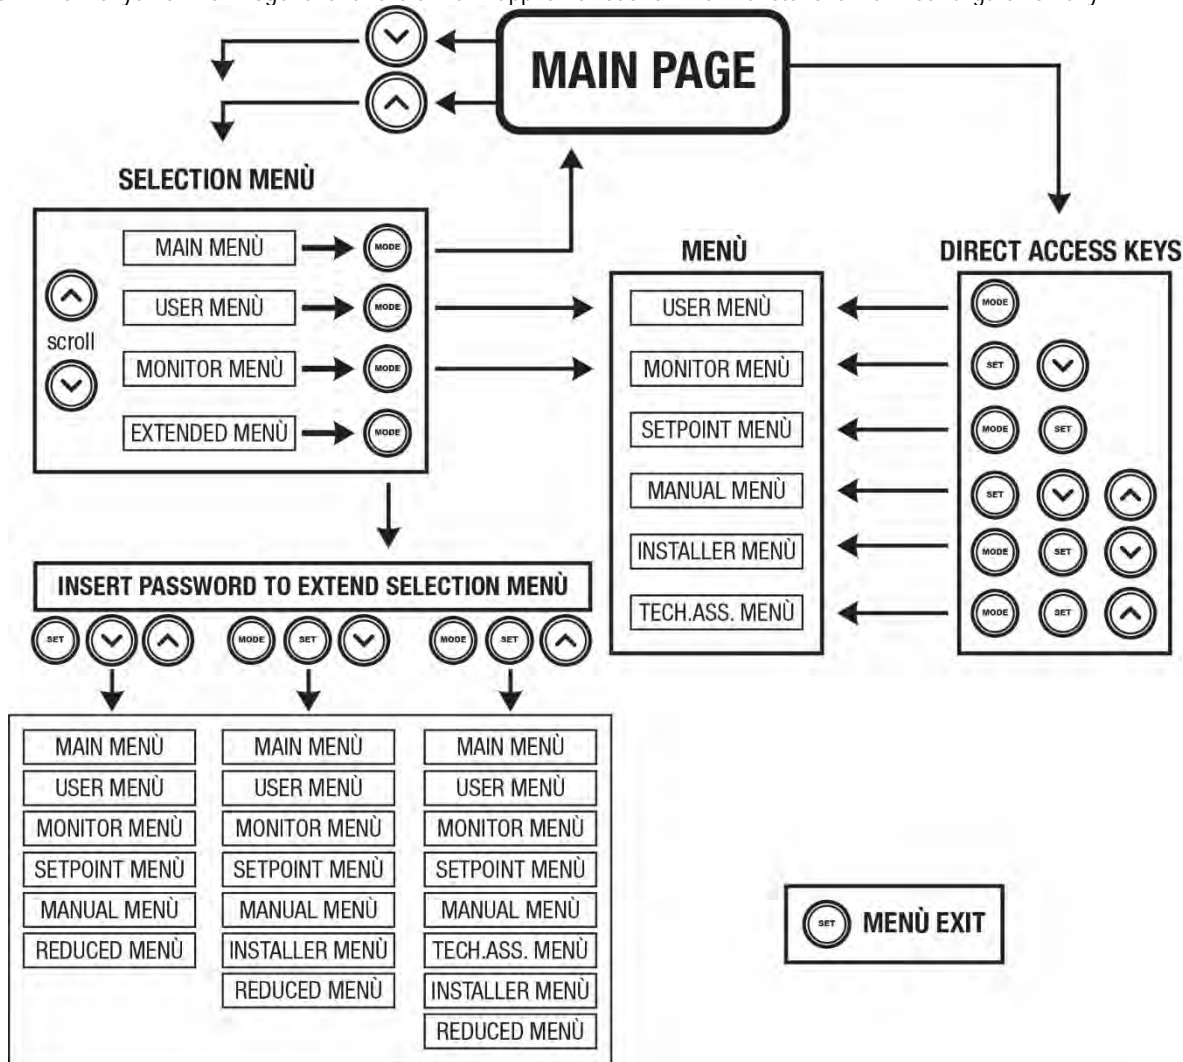 MAIN PAGE
SELECTION MENÙ
MAIN MENÙ MODE
USER MENÙ MODE
scroll
MONITOR MENÙ MODE
EXTENDED MENÙ MODE
MENÙ
USER MENÙ
MONITOR MENÙ
SETPOINT MENÙ
MANUAL MENÙ
INSTALLER MENÙ
TECH.ASS. MENÙ
DIRECT ACCESS KEYS
MODE
SET
MODE SET
SET
MODE SET
MODE SET
INSERT PASSWORD TO EXTEND SELECTION MENÙ
SET MODE SET MODE SET
MAIN MENÙ
USER MENÙ
MONITOR MENÙ
SETPOINT MENÙ
MANUAL MENÙ
REDUCED MENÙ
MAIN MENÙ
USER MENÙ
MONITOR MENÙ
SETPOINT MENÙ
MANUAL MENÙ
INSTALLER MENÙ
REDUCED MENÙ
MAIN MENÙ
USER MENÙ
MONITOR MENÙ
SETPOINT MENÙ
MANUAL MENÙ
TECH.ASS. MENÙ
INSTALLER MENÙ
REDUCED MENÙ
SET MENÙ EXIT